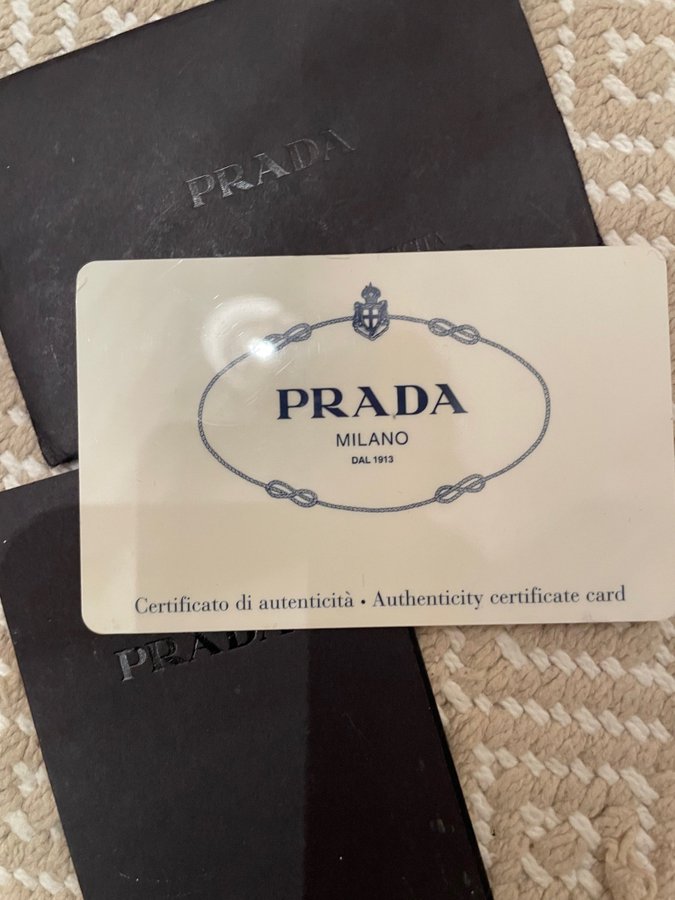 PRADA
PRADA
MILANO
DAL 1913
Certificato di autenticità • Authenticity certificate card
PRADA